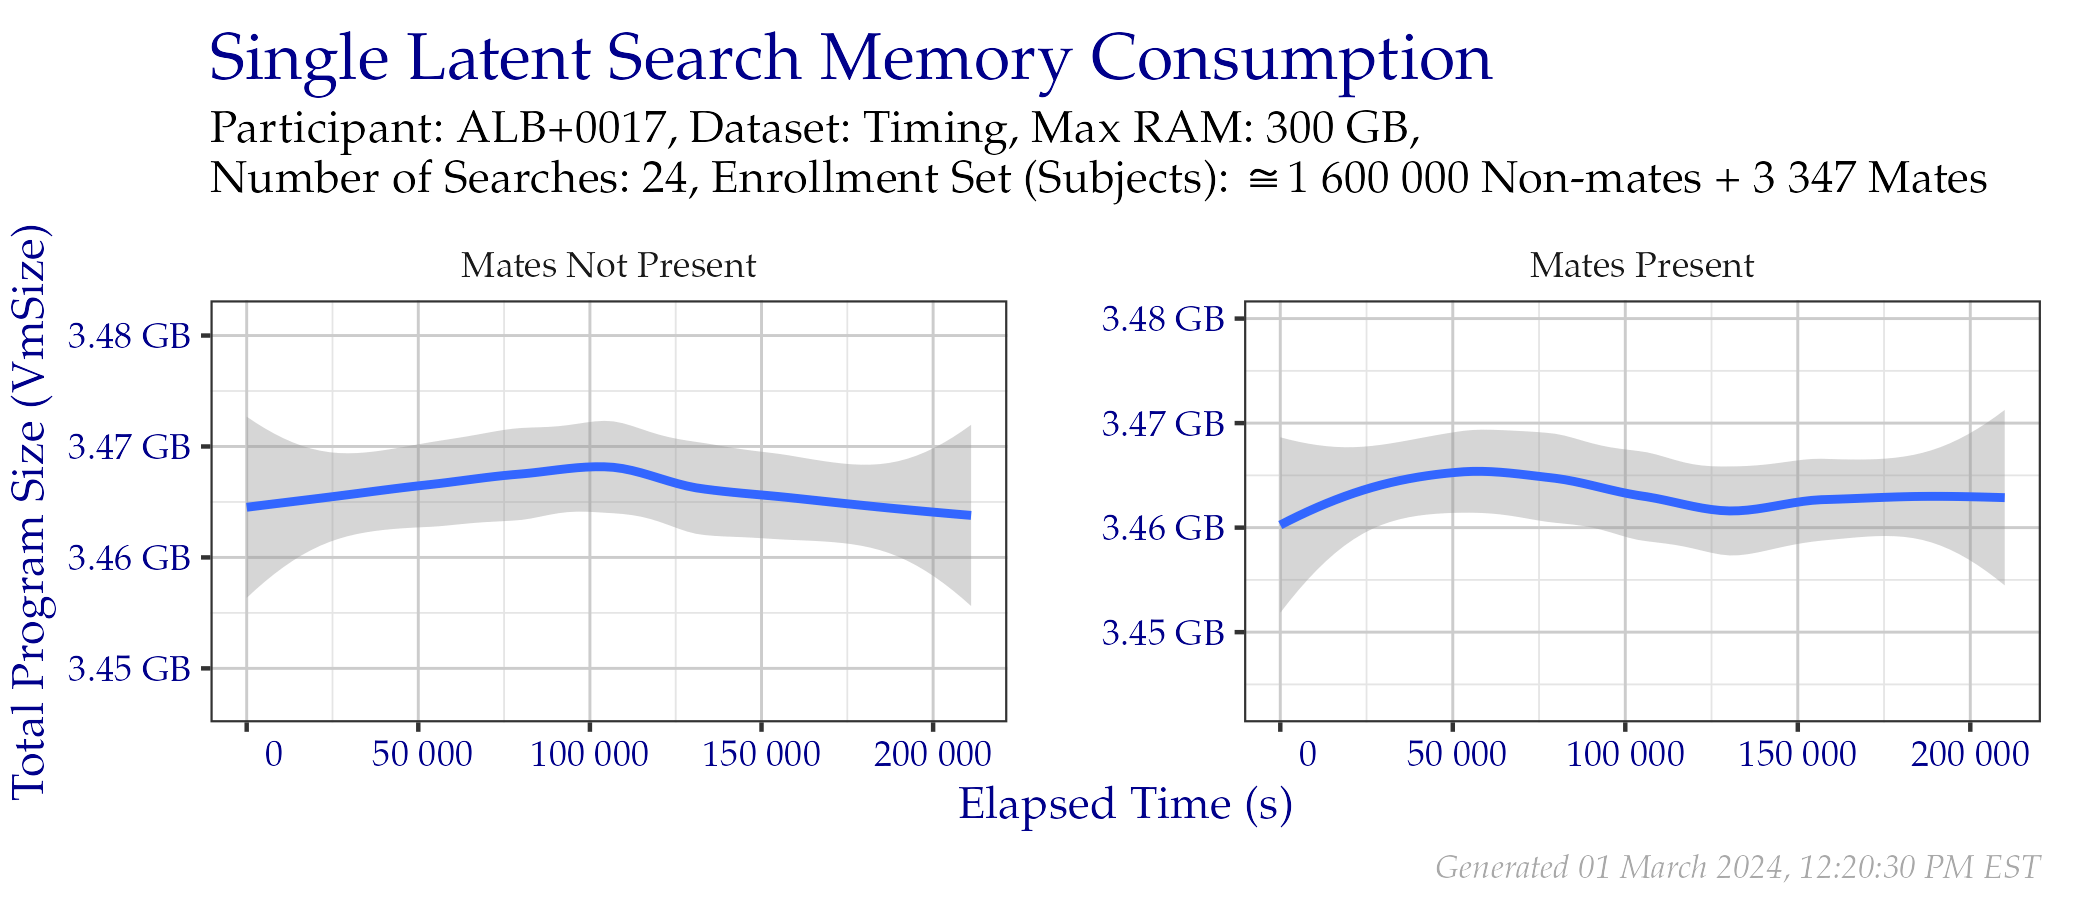 Single Latent Search Memory Consumption
Participant: ALB+0017, Dataset: Timing, Max RAM: 300 GB,
Number of Searches: 24, Enrollment Set (Subjects): ≅ 1 600 000 Non-mates + 3 347 Mates
Total Program Size (VmSize)
Mates Not Present
3.48 GB
3.47 GB
3.46 GB
3.45 GB
0 50 000 100 000 150 000 200 000
Mates Present
3.48 GB
3.47 GB
3.46 GB
3.45 GB
0 50 000 100 000 150 000 200 000
Elapsed Time (s)
Generated 01 March 2024, 12:20:30 PM EST